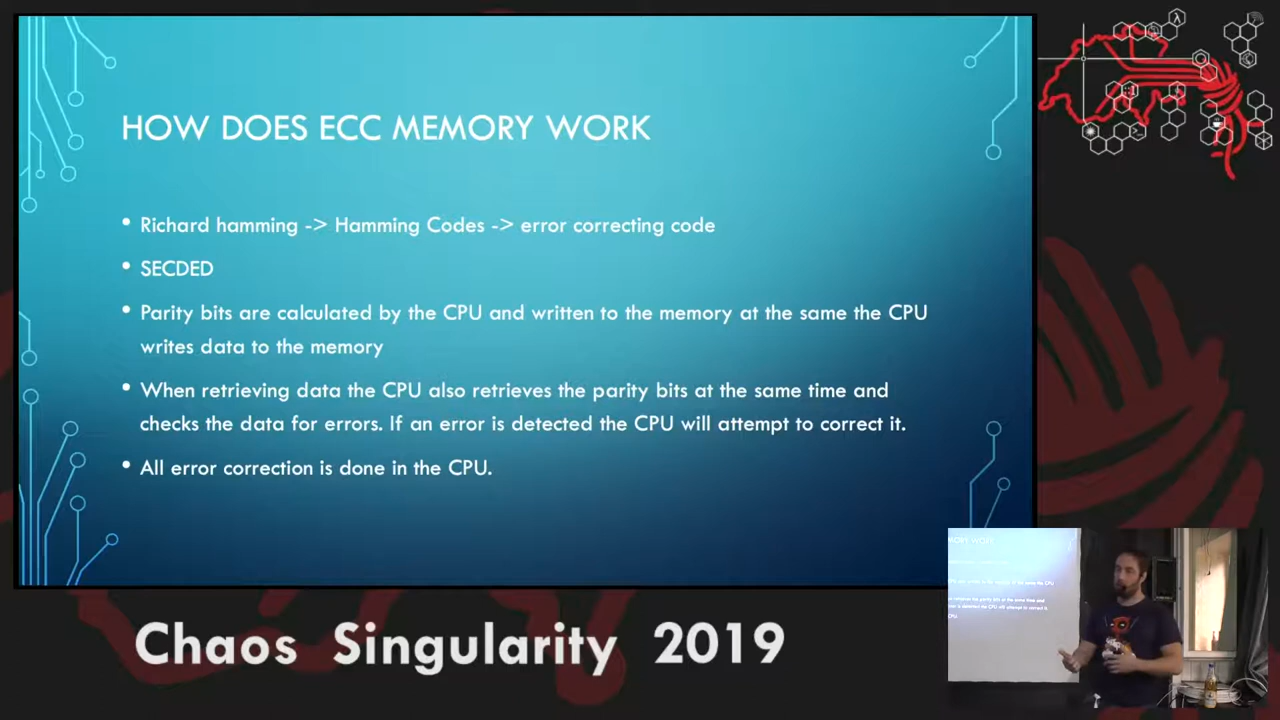 HOW DOES ECC MEMORY WORK
• Richard hamming -> Hamming Codes -> error correcting code
• SECDED
• Parity bits are calculated by the CPU and written to the memory at the same the CPU
writes data to the memory
• When retrieving data the CPU also retrieves the parity bits at the same time and
checks the data for errors. If an error is detected the CPU will attempt to correct it.
• All error correction is done in the CPU.
Chaos Singularity 2019